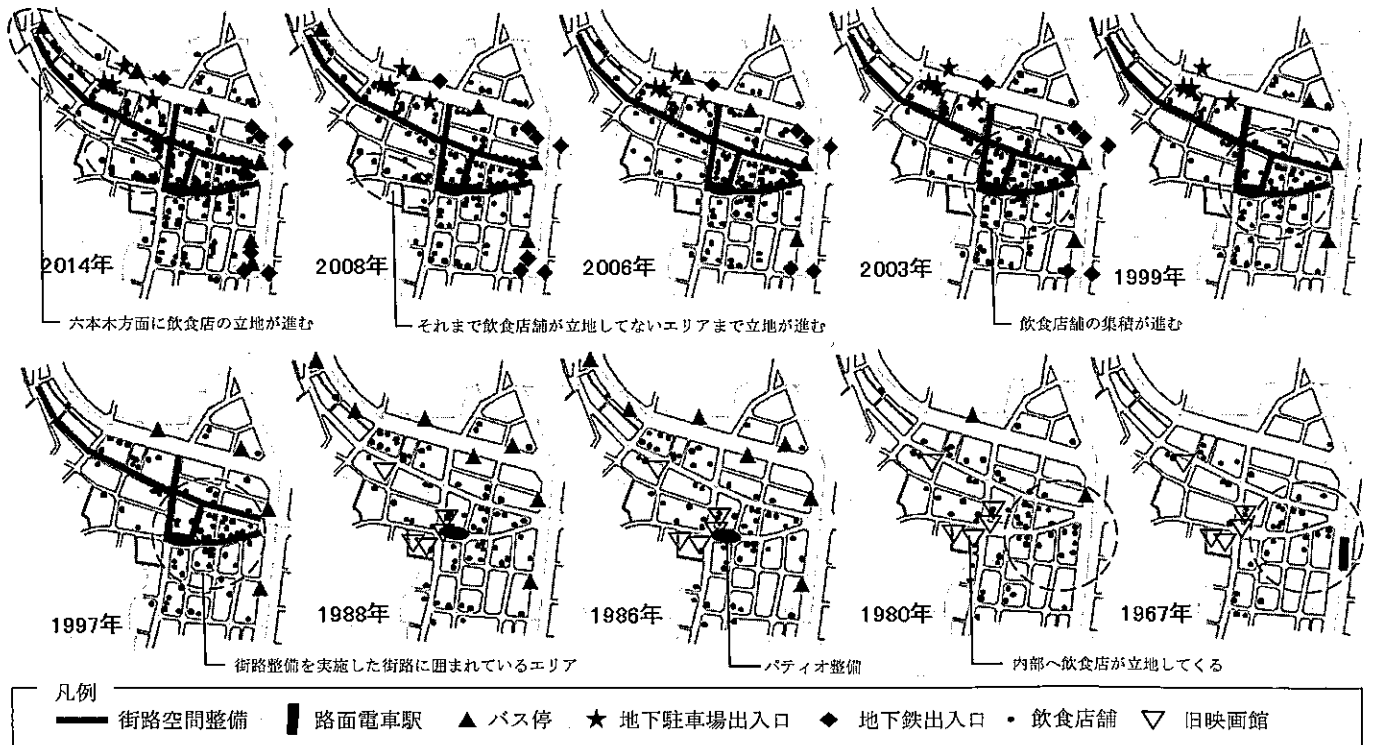 2014年
2008年
2006年
2003年
1999年
六本木方面に飲食店の立地が進む
それまで飲食店舗が立地してないエリアまで立地が進む
飲食店舗の集積が進む
1997年
1988年
1986年
1980年
1967年
街路整備を実施した街路に囲まれているエリア
パティオ整備
内部へ飲食店が立地してくる
凡例
街路空間整備
路面電車駅
バス停
地下駐車場出入口
地下鉄出入口
飲食店舗
旧映画館